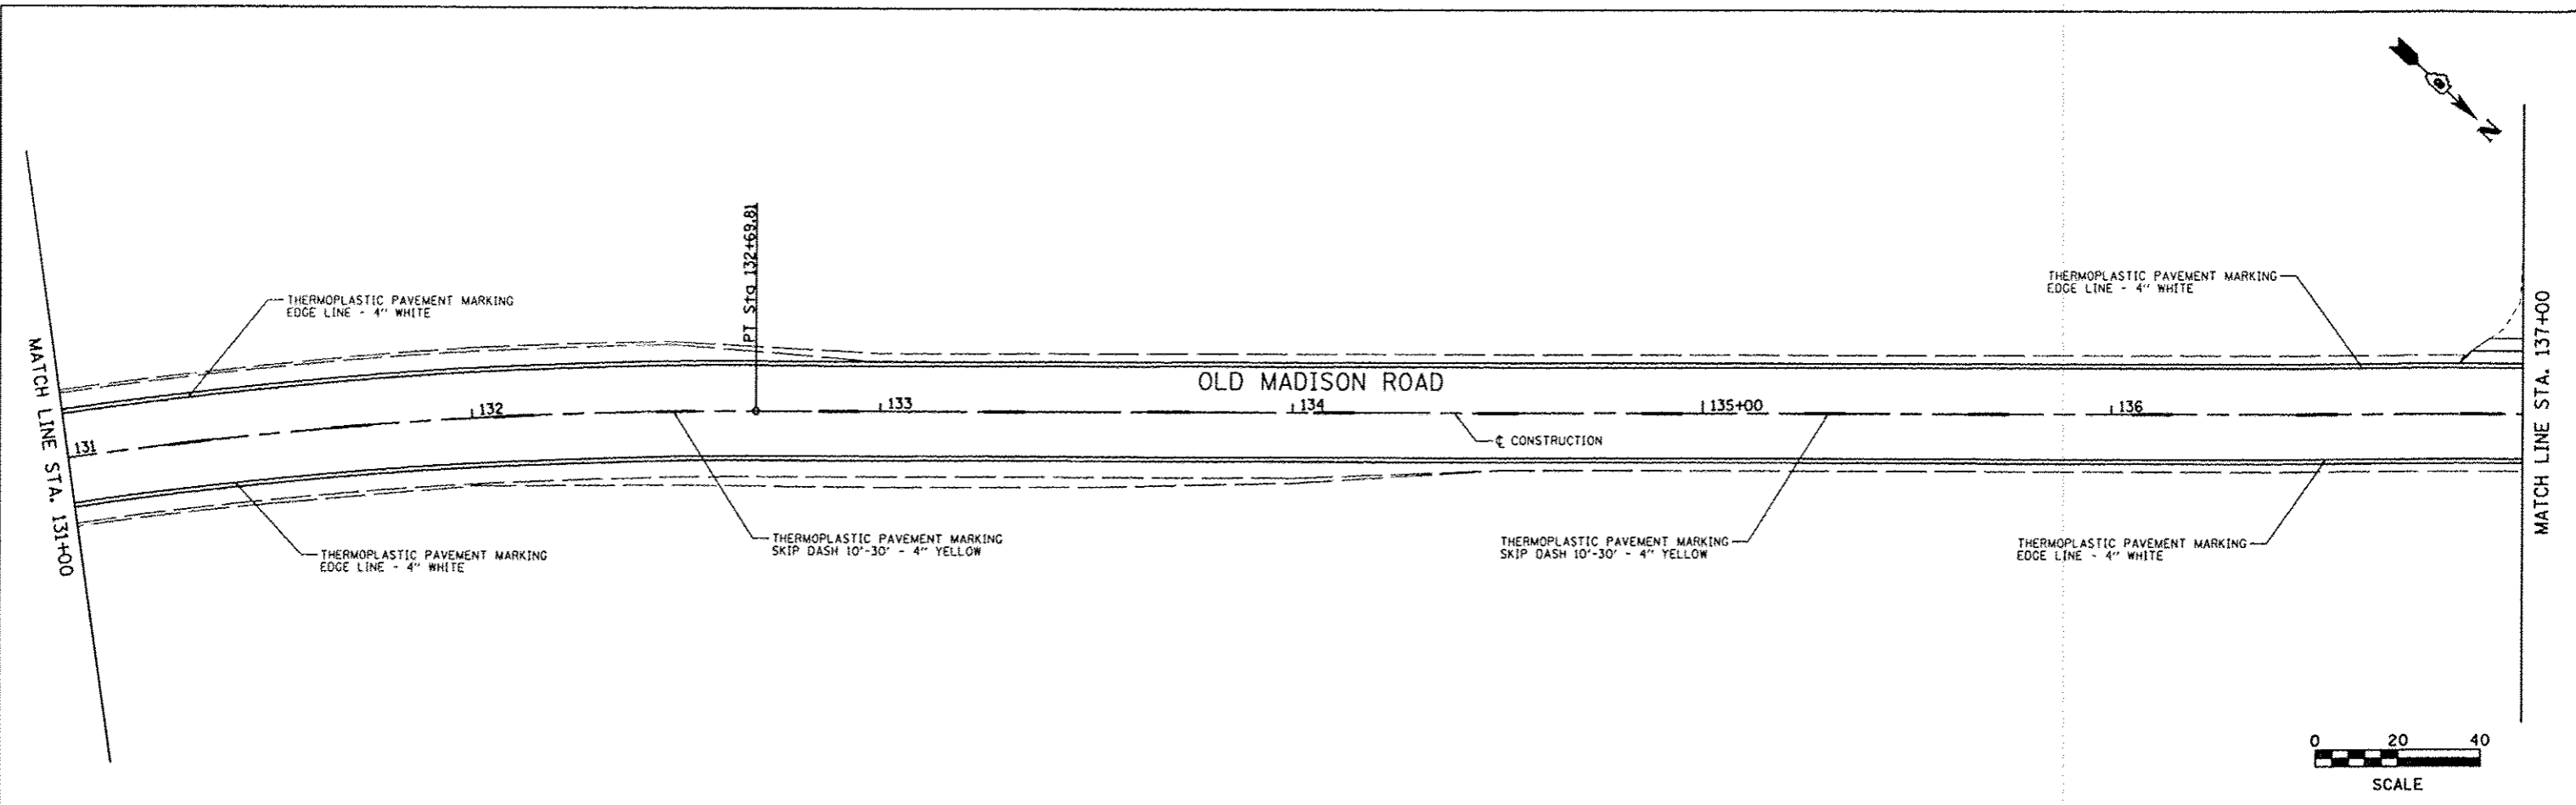 N
PT Sta 132+69.81
THERMOPLASTIC PAVEMENT MARKING
EDGE LINE - 4" WHITE
THERMOPLASTIC PAVEMENT MARKING
EDGE LINE - 4" WHITE
MATCH LINE STA. 131+00
MATCH LINE STA. 137+00
OLD MADISON ROAD
131
132
133
134
135+00
136
℄ CONSTRUCTION
THERMOPLASTIC PAVEMENT MARKING
EDGE LINE - 4" WHITE
THERMOPLASTIC PAVEMENT MARKING
SKIP DASH 10'-30' - 4" YELLOW
THERMOPLASTIC PAVEMENT MARKING
SKIP DASH 10'-30' - 4" YELLOW
THERMOPLASTIC PAVEMENT MARKING
EDGE LINE - 4" WHITE
0 20 40
SCALE